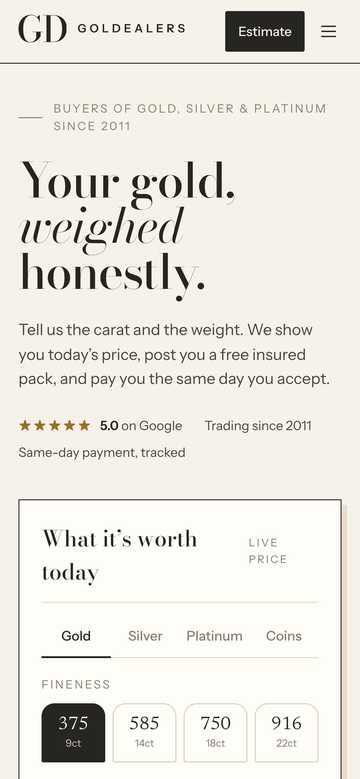 GD GOLDEALERS Estimate
BUYERS OF GOLD, SILVER & PLATINUM
SINCE 2011
Your gold,
weighed
honestly.
Tell us the carat and the weight. We show
you today’s price, post you a free insured
pack, and pay you the same day you accept.
★★★★★ 5.0 on Google Trading since 2011
Same-day payment, tracked
What it’s worth
today
LIVE
PRICE
Gold Silver Platinum Coins
FINENESS
375 585 750 916
9ct 14ct 18ct 22ct